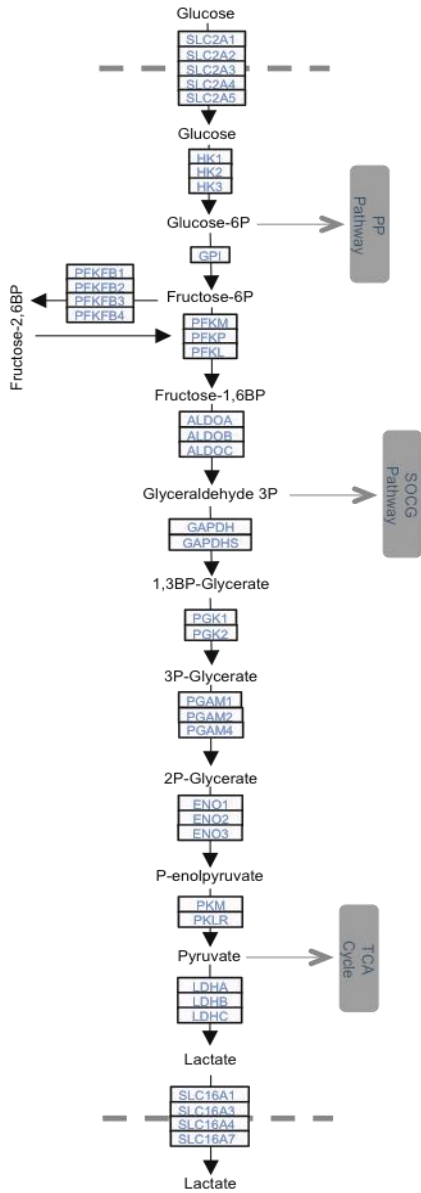 Glucose
SLC2A1
SLC2A2
SLC2A3
SLC2A4
SLC2A5
Glucose
HK1
HK2
HK3
Glucose-6P
PP
Pathway
GPI
PFKFB1
PFKFB2
PFKFB3
PFKFB4
Fructose-6P
Fructose-2,6BP
PFKM
PFKP
PFKL
Fructose-1,6BP
ALDOA
ALDOB
ALDOC
Glyceraldehyde 3P
SOCG
Pathway
GAPDH
GAPDHS
1,3BP-Glycerate
PGK1
PGK2
3P-Glycerate
PGAM1
PGAM2
PGAM4
2P-Glycerate
ENO1
ENO2
ENO3
P-enolpyruvate
PKM
PKLR
Pyruvate
TCA
Cycle
LDHA
LDHB
LDHC
Lactate
SLC16A1
SLC16A3
SLC16A4
SLC16A7
Lactate